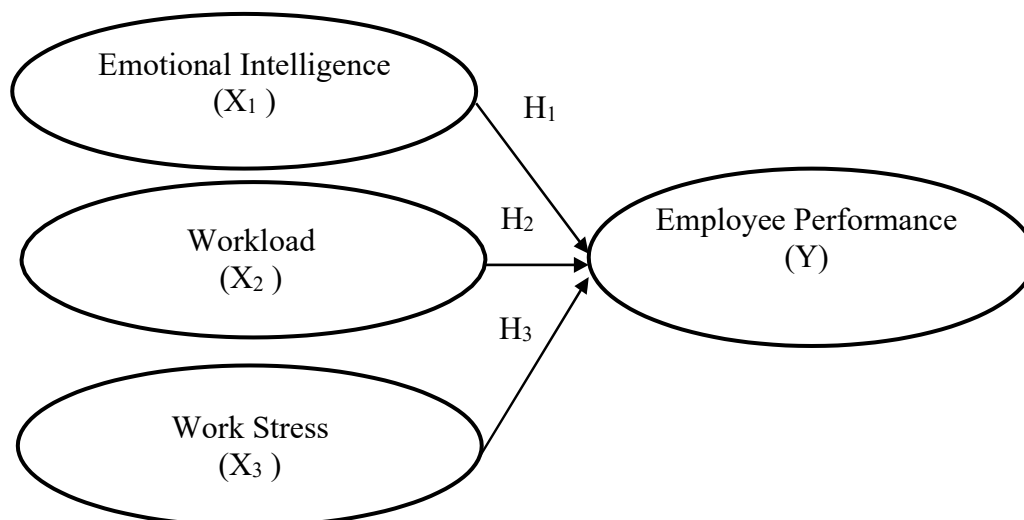 Emotional Intelligence
(X₁ )
H₁
Workload
(X₂ )
H₂
Employee Performance
(Y)
H₃
Work Stress
(X₃ )